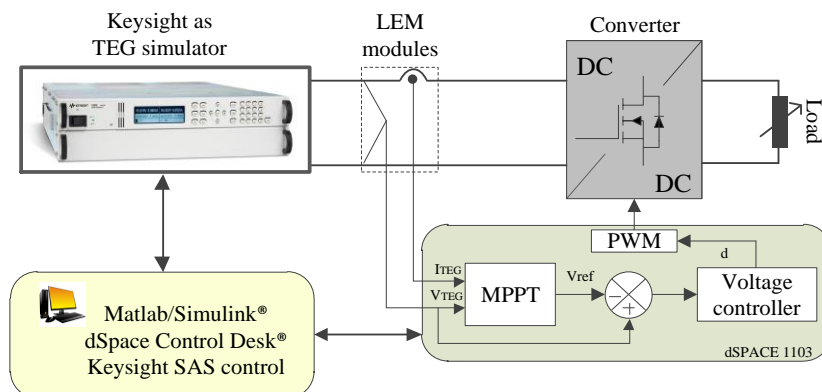 Keysight as
TEG simulator
LEM
modules
Converter
DC
DC
Load
PWM
d
ITEG
VTEG
MPPT
Vref
−
+
Voltage
controller
dSPACE 1103
Matlab/Simulink®
dSpace Control Desk®
Keysight SAS control